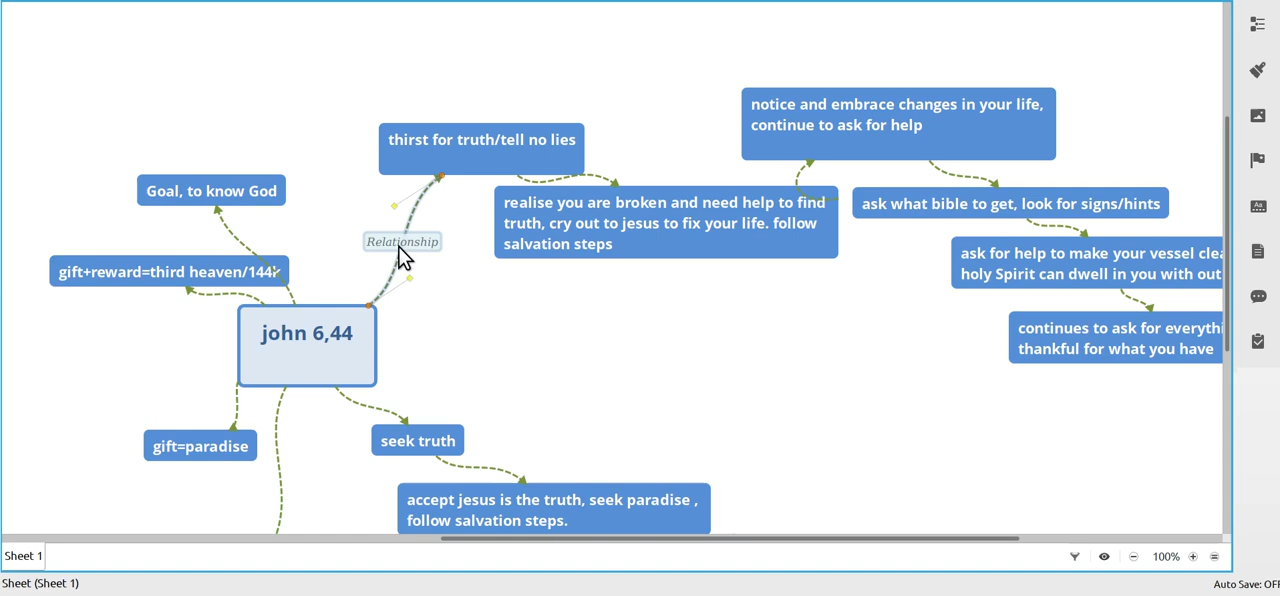 notice and embrace changes in your life,
continue to ask for help
thirst for truth/tell no lies
Goal, to know God
realise you are broken and need help to find
truth, cry out to jesus to fix your life. follow
salvation steps
ask what bible to get, look for signs/hints
Relationship
gift+reward=third heaven/144k
ask for help to make your vessel clea
holy Spirit can dwell in you with out
john 6,44
continues to ask for everythi
thankful for what you have
gift=paradise
seek truth
accept jesus is the truth, seek paradise ,
follow salvation steps.
Sheet 1
100%
Sheet (Sheet 1)
Auto Save: OFF